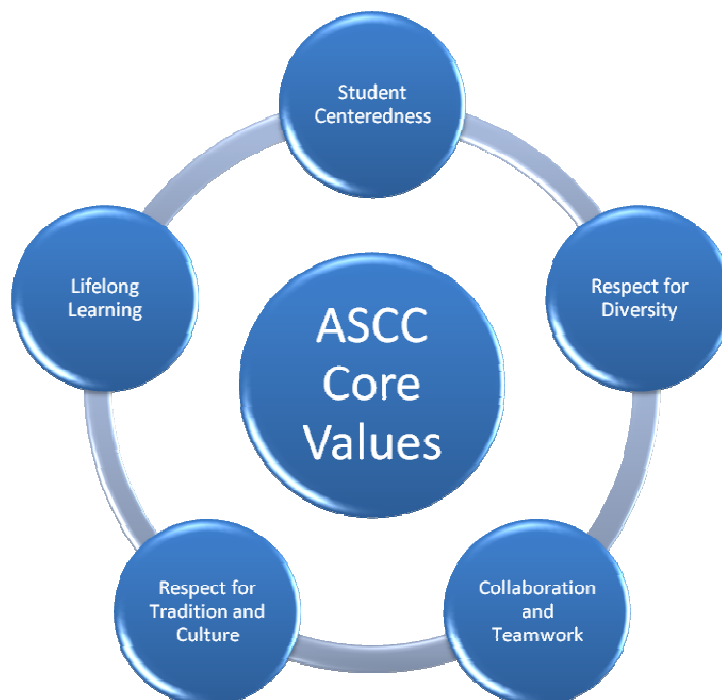 Student
Centeredness
Respect for
Diversity
Collaboration
and
Teamwork
Respect for
Tradition and
Culture
Lifelong
Learning
ASCC
Core
Values